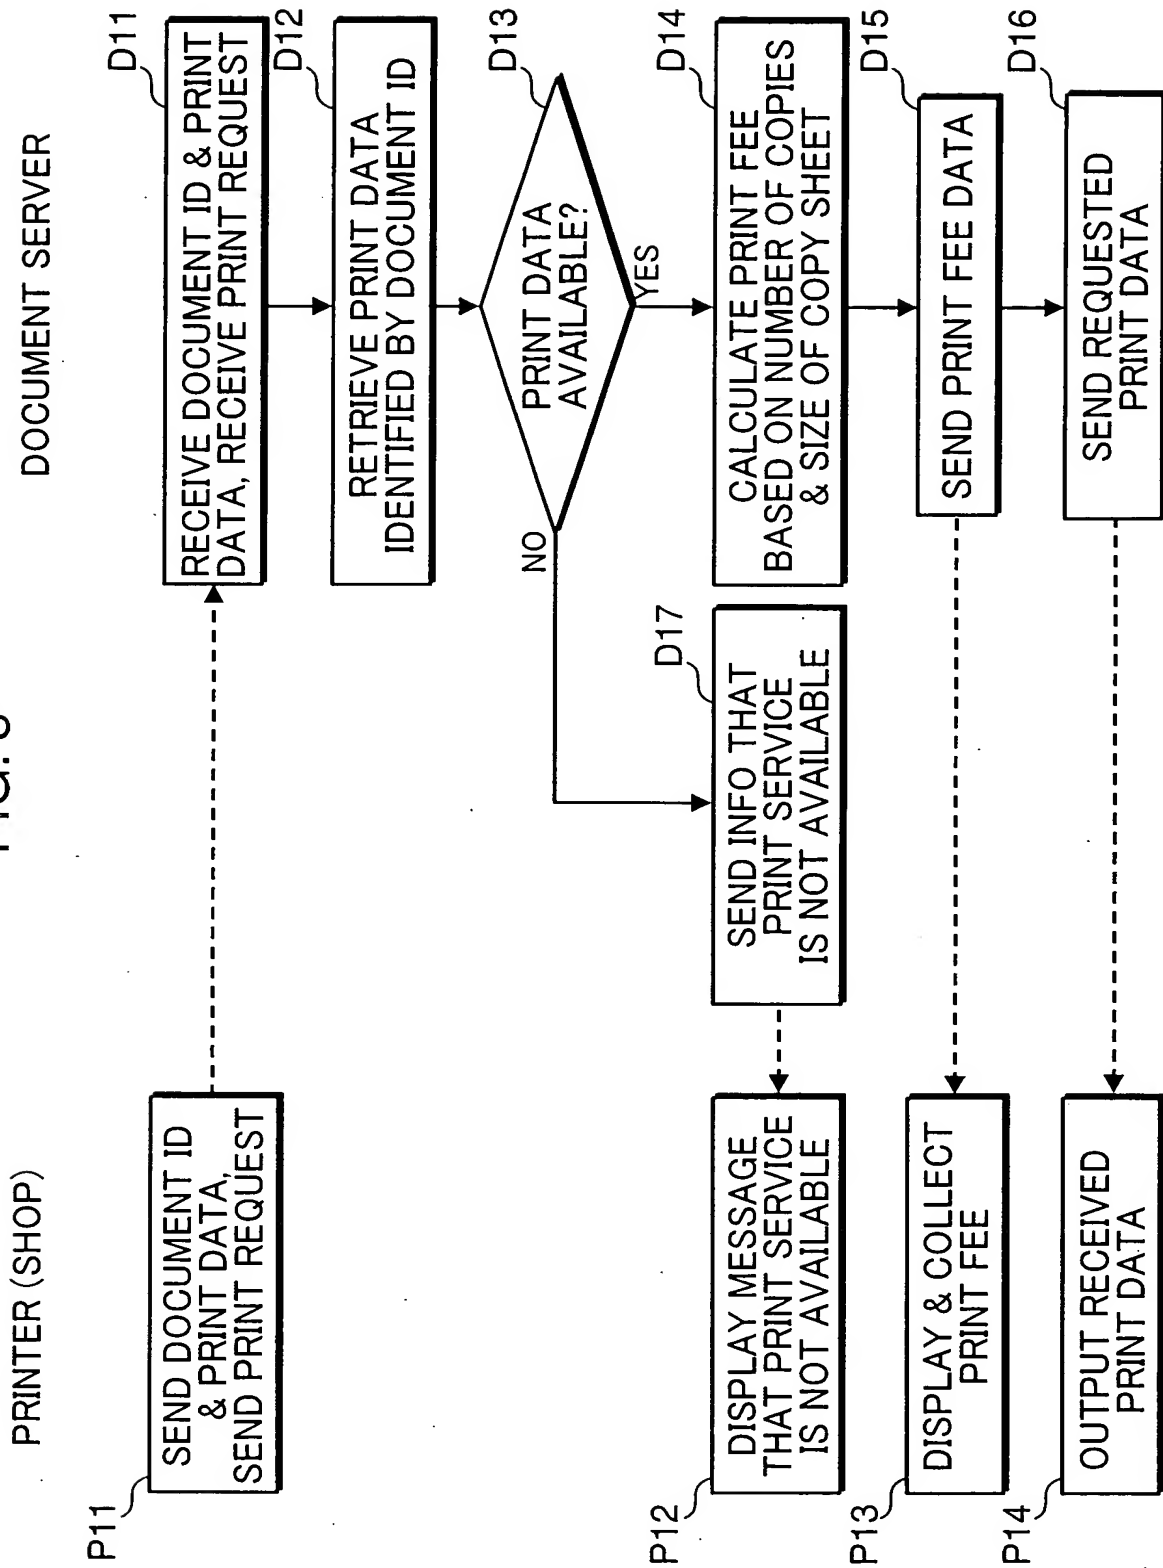 PRINTER (SHOP)
DOCUMENT SERVER
P11
SEND DOCUMENT ID
& PRINT DATA,
SEND PRINT REQUEST
D11
RECEIVE DOCUMENT ID & PRINT
DATA, RECEIVE PRINT REQUEST
D12
RETRIEVE PRINT DATA
IDENTIFIED BY DOCUMENT ID
D13
PRINT DATA
AVAILABLE?
NO
YES
P12
DISPLAY MESSAGE
THAT PRINT SERVICE
IS NOT AVAILABLE
D17
SEND INFO THAT
PRINT SERVICE
IS NOT AVAILABLE
D14
CALCULATE PRINT FEE
BASED ON NUMBER OF COPIES
& SIZE OF COPY SHEET
P13
DISPLAY & COLLECT
PRINT FEE
D15
SEND PRINT FEE DATA
P14
OUTPUT RECEIVED
PRINT DATA
D16
SEND REQUESTED
PRINT DATA